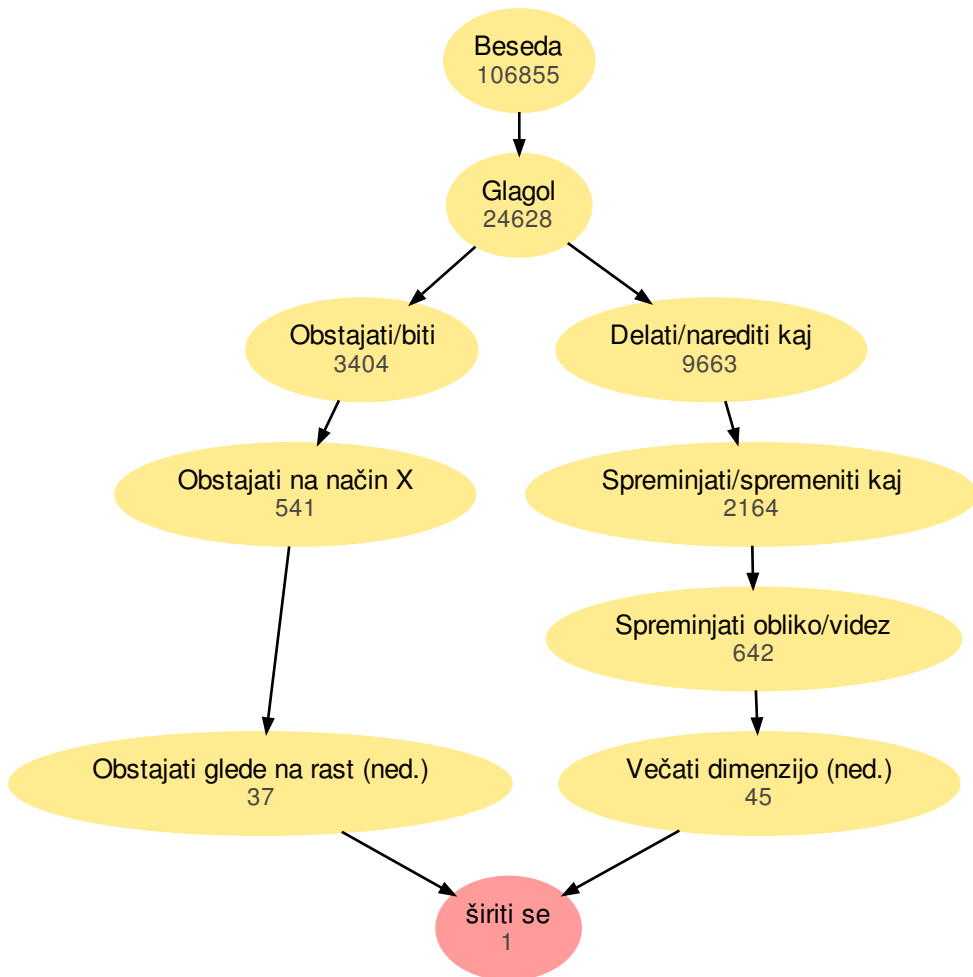 Beseda
106855
Glagol
24628
Obstajati/biti
3404
Delati/narediti kaj
9663
Obstajati na način X
541
Spreminjati/spremeniti kaj
2164
Spreminjati obliko/videz
642
Obstajati glede na rast (ned.)
37
Večati dimenzijo (ned.)
45
širiti se
1